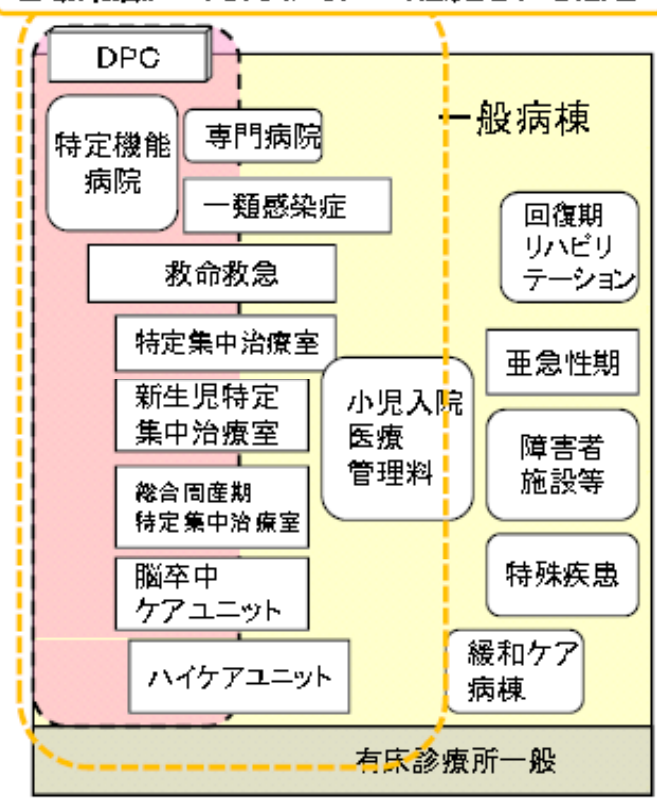 DPC
一般病棟
特定機能
病院
専門病院
一類感染症
回復期
リハビリ
テーション
救命救急
特定集中治療室
亜急性期
新生児特定
集中治療室
小児入院
医療
管理料
障害者
施設等
総合周産期
特定集中治療室
特殊疾患
脳卒中
ケアユニット
緩和ケア
病棟
ハイケアユニット
有床診療所一般